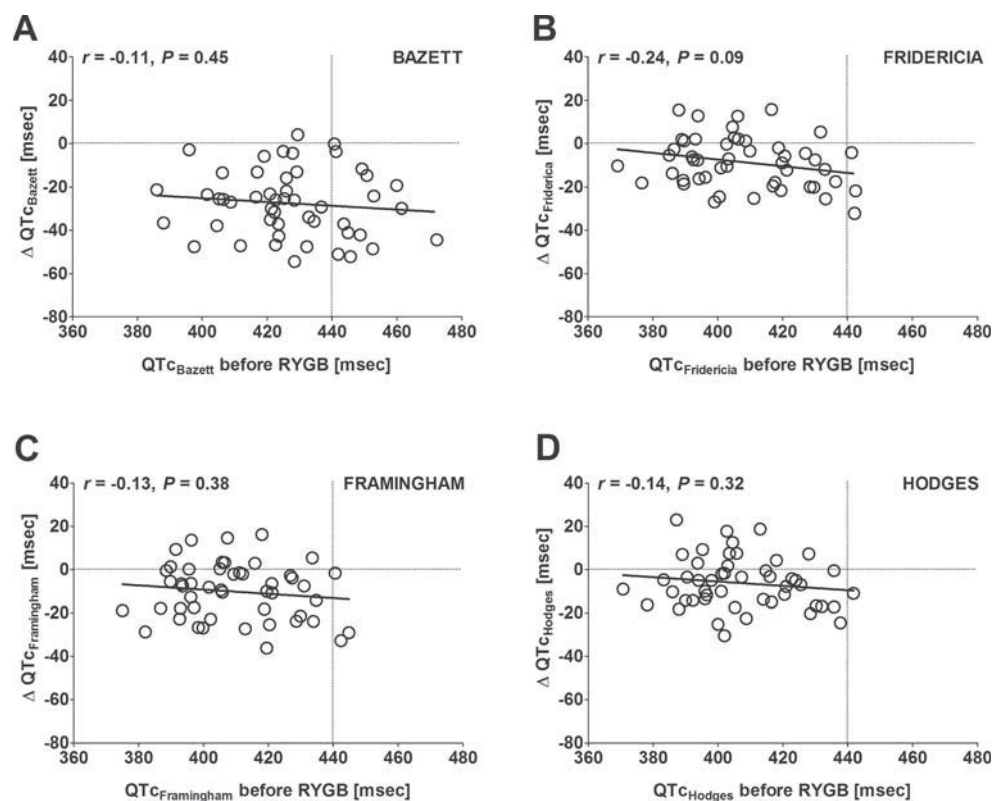 A
r = -0.11, P = 0.45 BAZETT
Δ QTcBazett [msec]
40
20
0
-20
-40
-60
-80
360 380 400 420 440 460 480
QTcBazett before RYGB [msec]
B
r = -0.24, P = 0.09 FRIDERICIA
Δ QTcFriderica [msec]
40
20
0
-20
-40
-60
-80
360 380 400 420 440 460 480
QTcFridericia before RYGB [msec]
C
r = -0.13, P = 0.38 FRAMINGHAM
Δ QTcFramingham [msec]
40
20
0
-20
-40
-60
-80
360 380 400 420 440 460 480
QTcFramingham before RYGB [msec]
D
r = -0.14, P = 0.32 HODGES
Δ QTcHodges [msec]
40
20
0
-20
-40
-60
-80
360 380 400 420 440 460 480
QTcHodges before RYGB [msec]